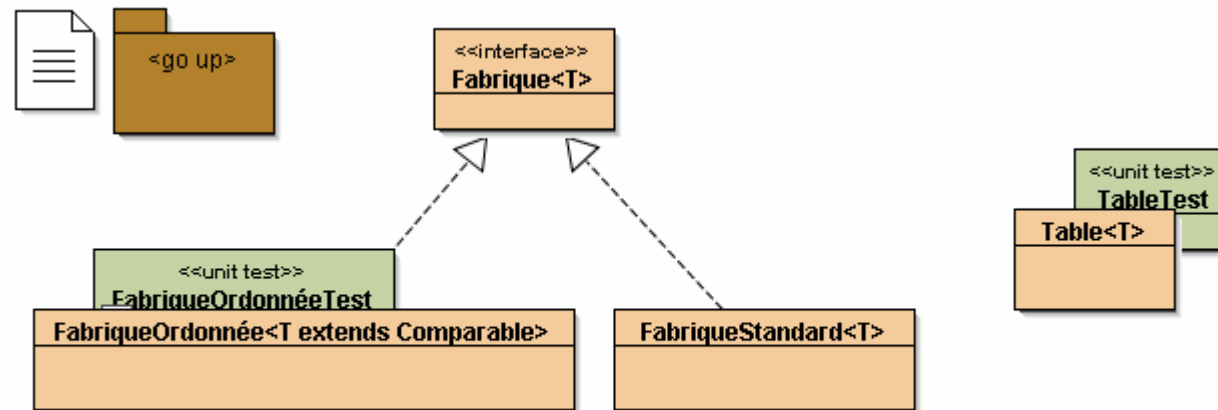 <go up>
<<interface>>
Fabrique<T>
<<unit test>>
TableTest
Table<T>
<<unit test>>
FabriqueOrdonnéeTest
FabriqueOrdonnée<T extends Comparable>
FabriqueStandard<T>